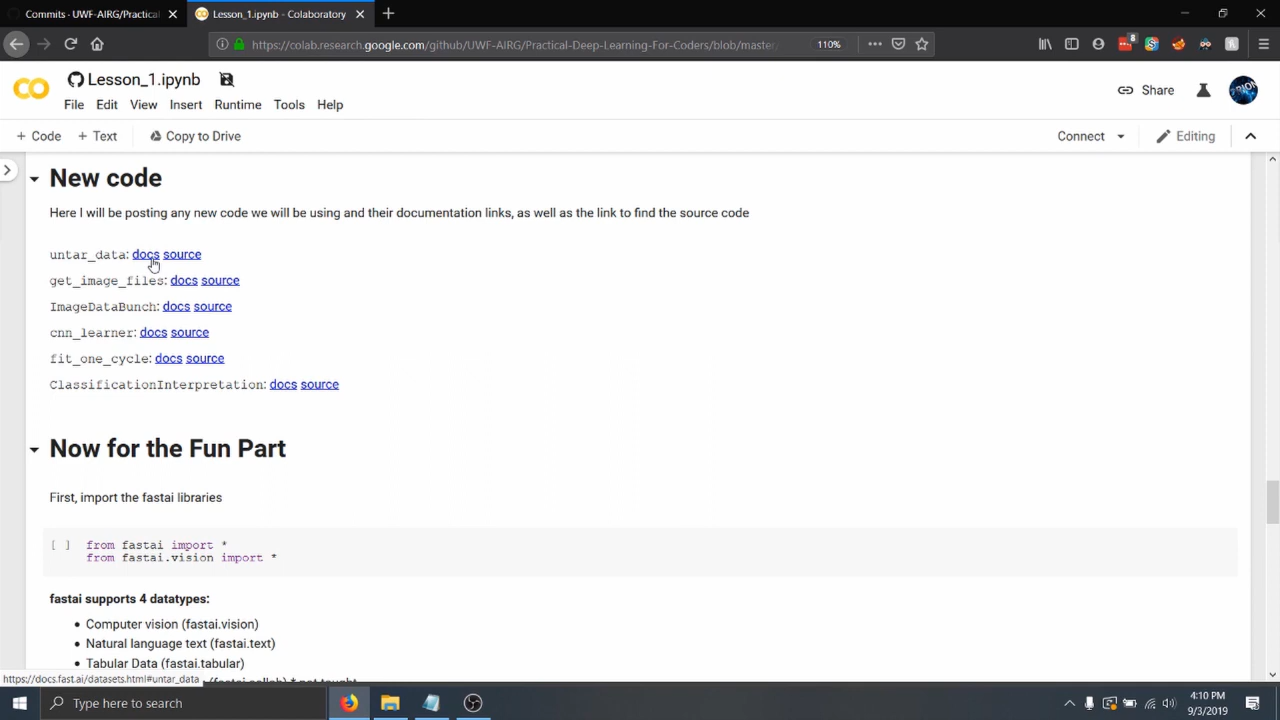 Commits - UWF-AIRG/Practical
Lesson_1.ipynb - Colaboratory
https://colab.research.google.com/github/UWF-AIRG/Practical-Deep-Learning-For-Coders/blob/master
110%
8
Lesson_1.ipynb
Share
File Edit View Insert Runtime Tools Help
+ Code + Text Copy to Drive
Connect Editing
New code
Here I will be posting any new code we will be using and their documentation links, as well as the link to find the source code
untar_data: docs source
get_image_files: docs source
ImageDataBunch: docs source
cnn_learner: docs source
fit_one_cycle: docs source
ClassificationInterpretation: docs source
Now for the Fun Part
First, import the fastai libraries
[ ] from fastai import *
from fastai.vision import *
fastai supports 4 datatypes:
• Computer vision (fastai.vision)
• Natural language text (fastai.text)
• Tabular Data (fastai.tabular)
https://docs.fast.ai/datasets.html#untar_data
Type here to search
4:10 PM
9/3/2019